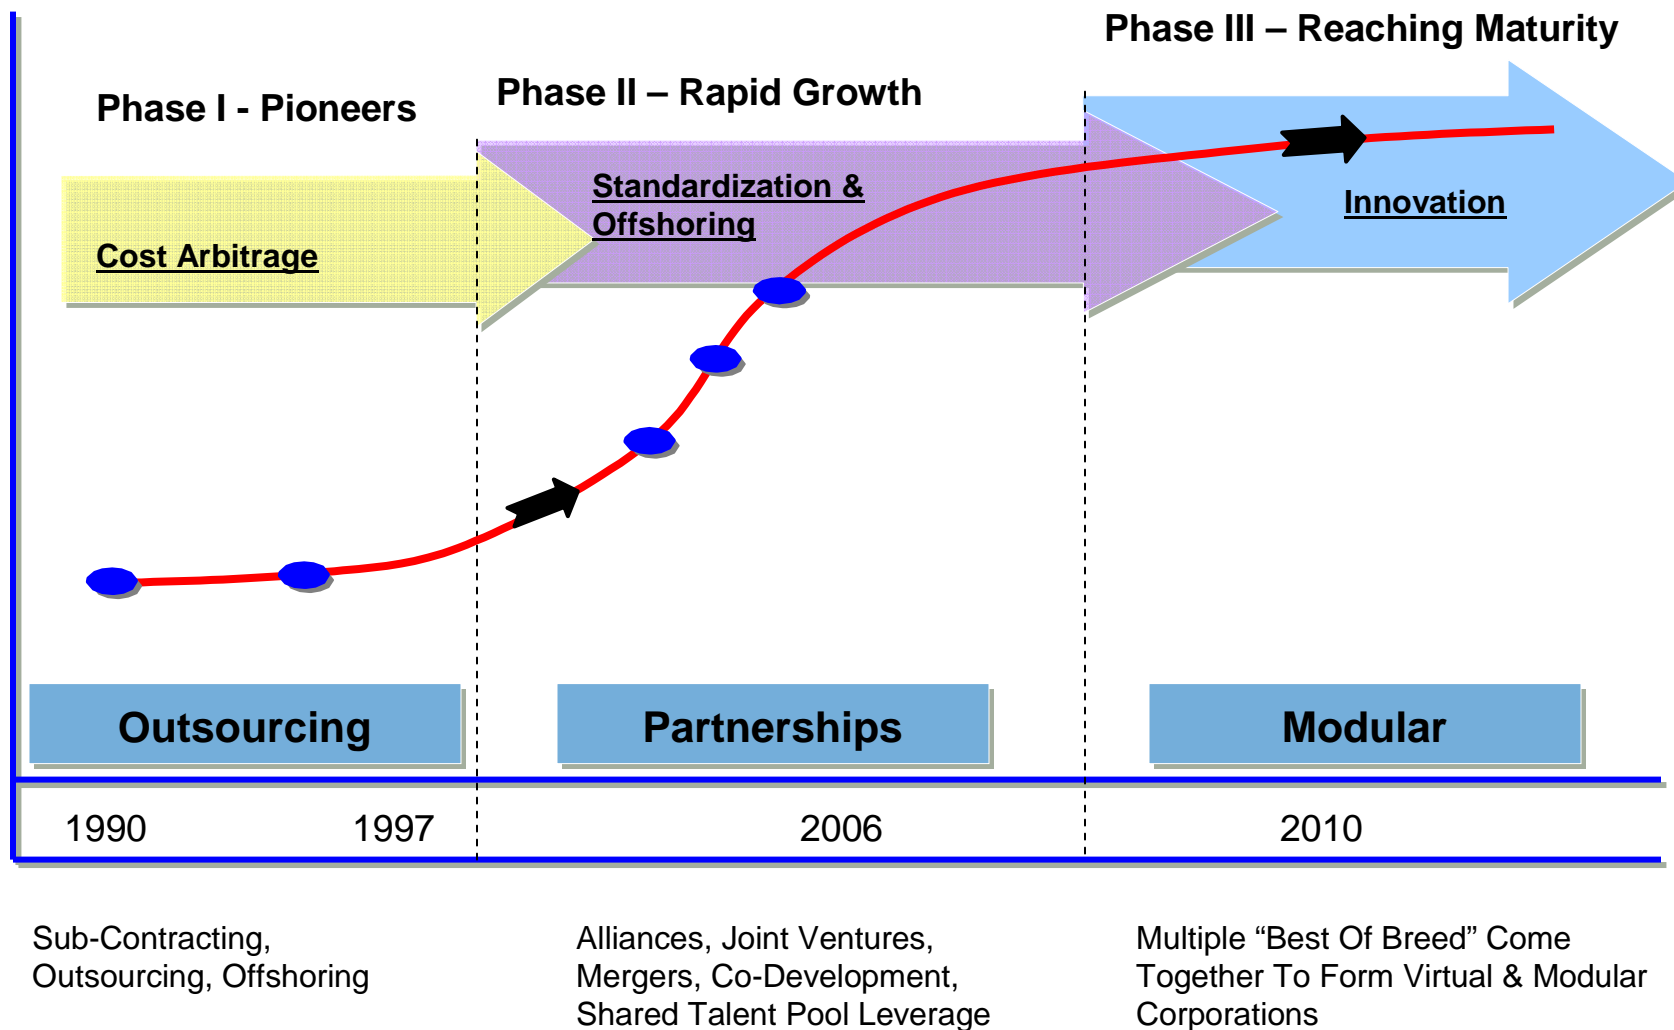 Phase I - Pioneers
Phase II – Rapid Growth
Phase III – Reaching Maturity
Cost Arbitrage
Standardization &
Offshoring
Innovation
Outsourcing
Partnerships
Modular
1990
1997
2006
2010
Sub-Contracting,
Outsourcing, Offshoring
Alliances, Joint Ventures,
Mergers, Co-Development,
Shared Talent Pool Leverage
Multiple “Best Of Breed” Come
Together To Form Virtual & Modular
Corporations